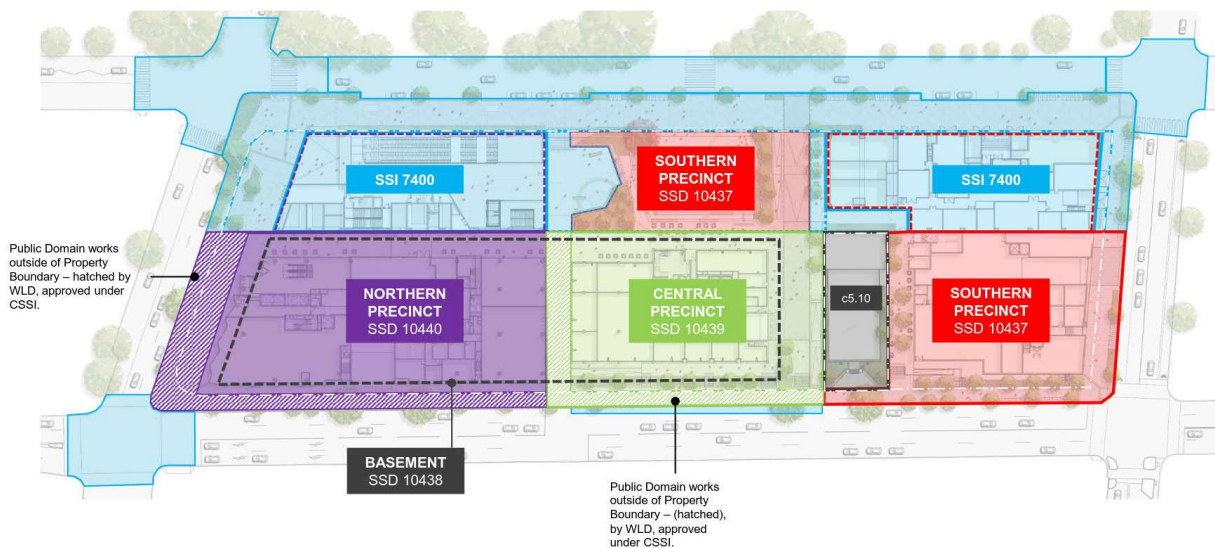 SSI 7400
SOUTHERN
PRECINCT
SSD 10437
SSI 7400
Public Domain works
outside of Property
Boundary – hatched by
WLD, approved under
CSSI.
NORTHERN
PRECINCT
SSD 10440
CENTRAL
PRECINCT
SSD 10439
c5.10
SOUTHERN
PRECINCT
SSD 10437
BASEMENT
SSD 10438
Public Domain works
outside of Property
Boundary – (hatched),
by WLD, approved
under CSSI.